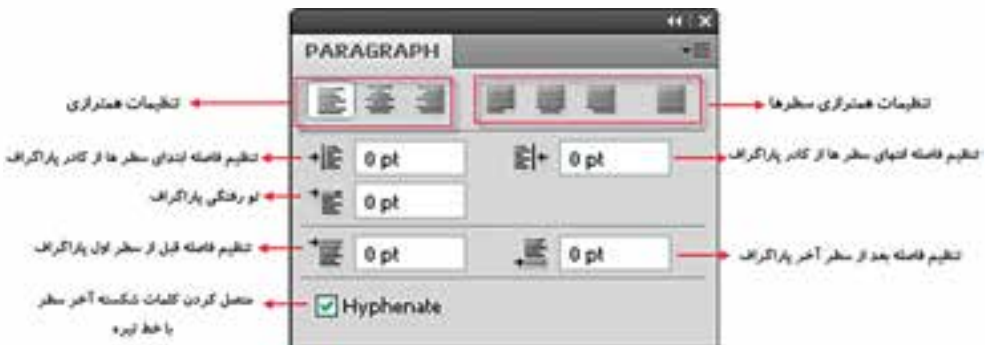 PARAGRAPH
تنظیمات همترازی
تنظیمات همترازی سطرها
تنظیم فاصله ابتدای سطر ها از کادر پاراگراف
0 pt
0 pt
تنظیم فاصله انتهای سطر ها از کادر پاراگراف
تو رفتگی پاراگراف
0 pt
تنظیم فاصله قبل از سطر اول پاراگراف
0 pt
0 pt
تنظیم فاصله بعد از سطر آخر پاراگراف
متصل کردن کلمات شکسته آخر سطر
با خط تیره
Hyphenate